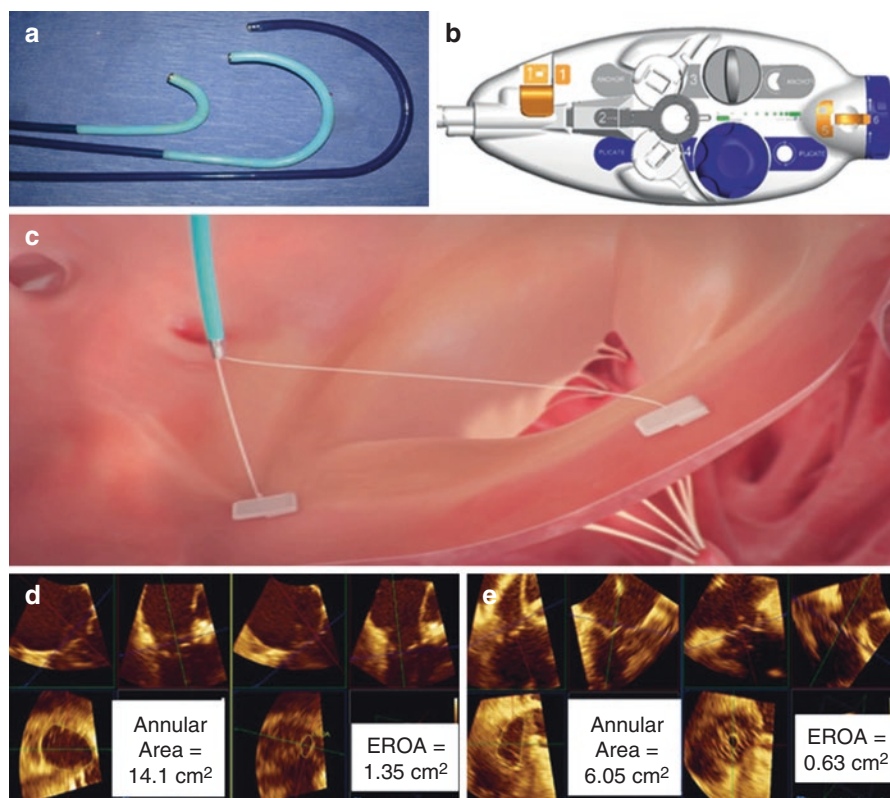 a
b
1
1
ANCHOR
3
ANCHOR
2
5
6
PLICATE
4
PLICATE
c
d
e
Annular
Area =
14.1 cm²
EROA =
1.35 cm²
Annular
Area =
6.05 cm²
EROA =
0.63 cm²